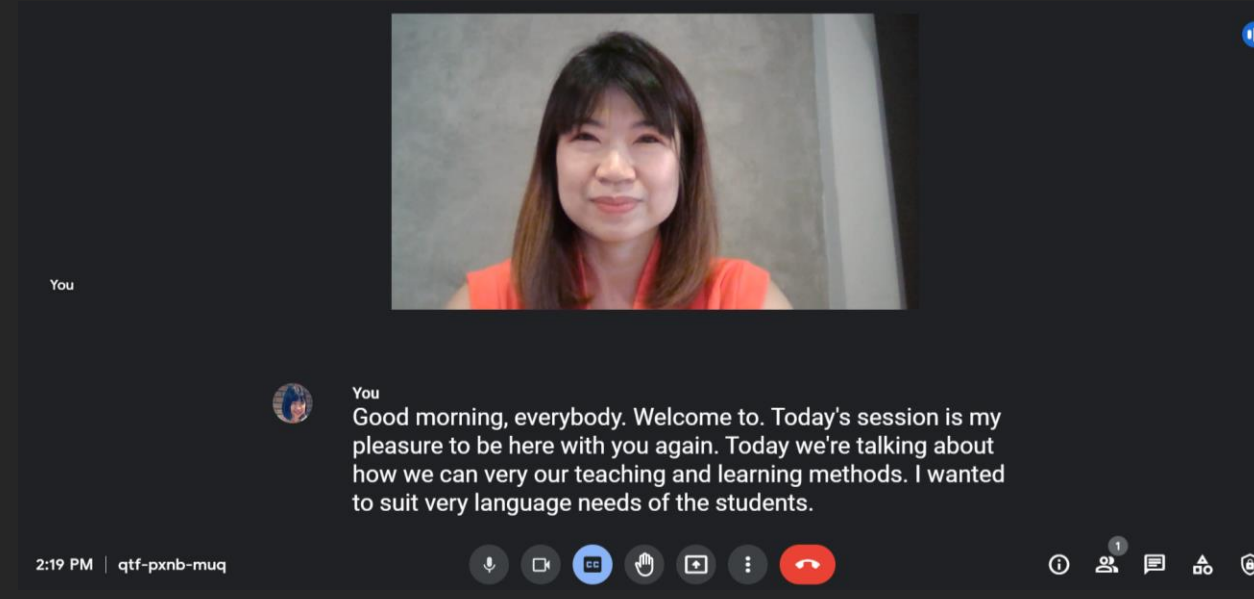 You
You
Good morning, everybody. Welcome to. Today's session is my
pleasure to be here with you again. Today we're talking about
how we can very our teaching and learning methods. I wanted
to suit very language needs of the students.
2:19 PM | qtf-pxnb-muq
CC
1